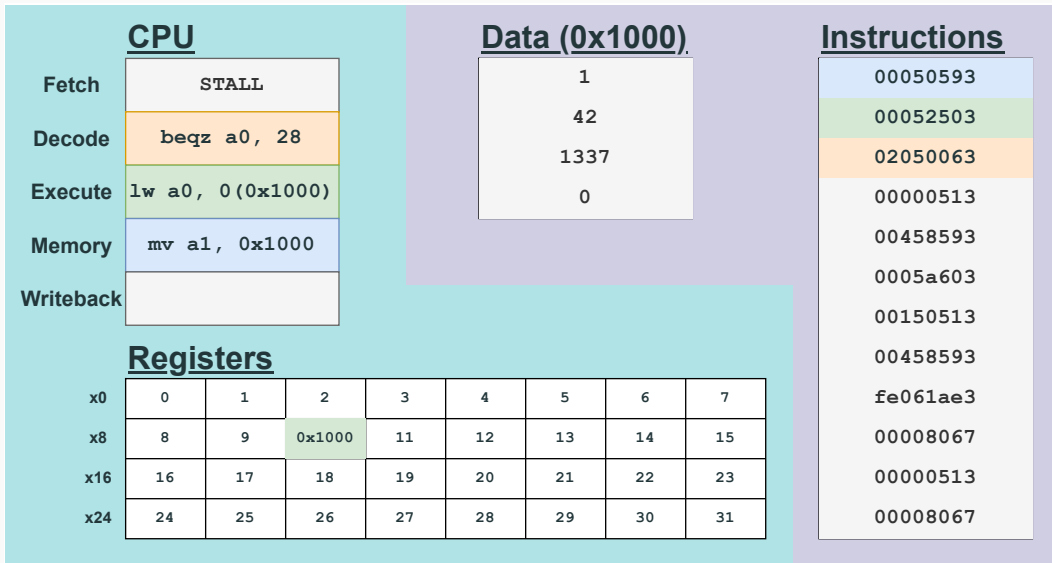 CPU
Fetch STALL
Decode beqz a0, 28
Execute lw a0, 0(0x1000)
Memory mv a1, 0x1000
Writeback
Data (0x1000)
1
42
1337
0
Instructions
00050593
00052503
02050063
00000513
00458593
0005a603
00150513
00458593
fe061ae3
00008067
00000513
00008067
Registers
x0 0 1 2 3 4 5 6 7
x8 8 9 0x1000 11 12 13 14 15
x16 16 17 18 19 20 21 22 23
x24 24 25 26 27 28 29 30 31